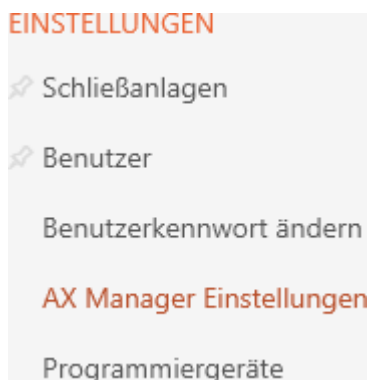 EINSTELLUNGEN
Schließanlagen
Benutzer
Benutzerkennwort ändern
AX Manager Einstellungen
Programmiergeräte